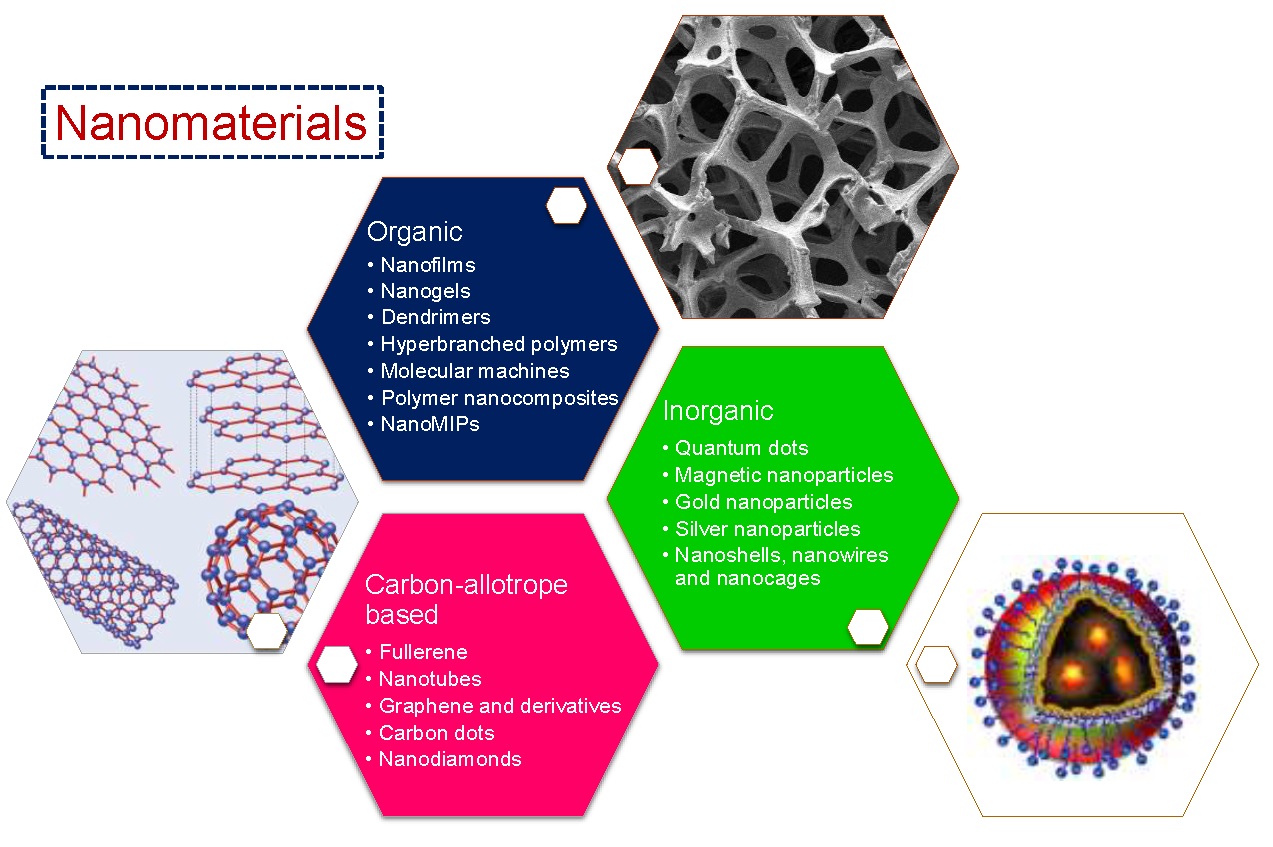 Nanomaterials
Organic
• Nanofilms
• Nanogels
• Dendrimers
• Hyperbranched polymers
• Molecular machines
• Polymer nanocomposites
• NanoMIPs
Inorganic
• Quantum dots
• Magnetic nanoparticles
• Gold nanoparticles
• Silver nanoparticles
• Nanoshells, nanowires
and nanocages
Carbon-allotrope
based
• Fullerene
• Nanotubes
• Graphene and derivatives
• Carbon dots
• Nanodiamonds